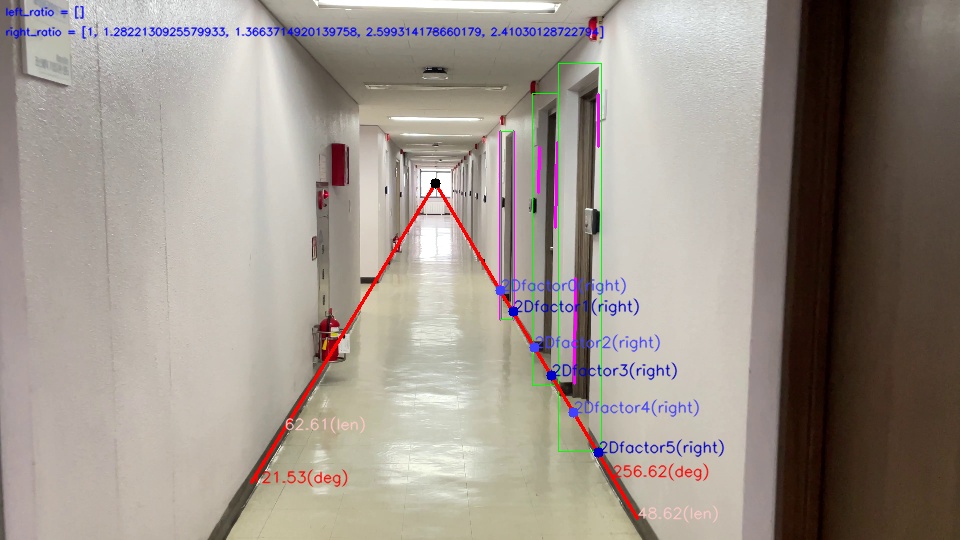 left_ratio = []
right_ratio = [1, 1.2822130925579933, 1.3663714920139758, 2.599314178660179, 2.41030128722794]
2Dfactor0(right)
2Dfactor1(right)
2Dfactor2(right)
2Dfactor3(right)
2Dfactor4(right)
62.61(len)
2Dfactor5(right)
256.62(deg)
21.53(deg)
48.62(len)